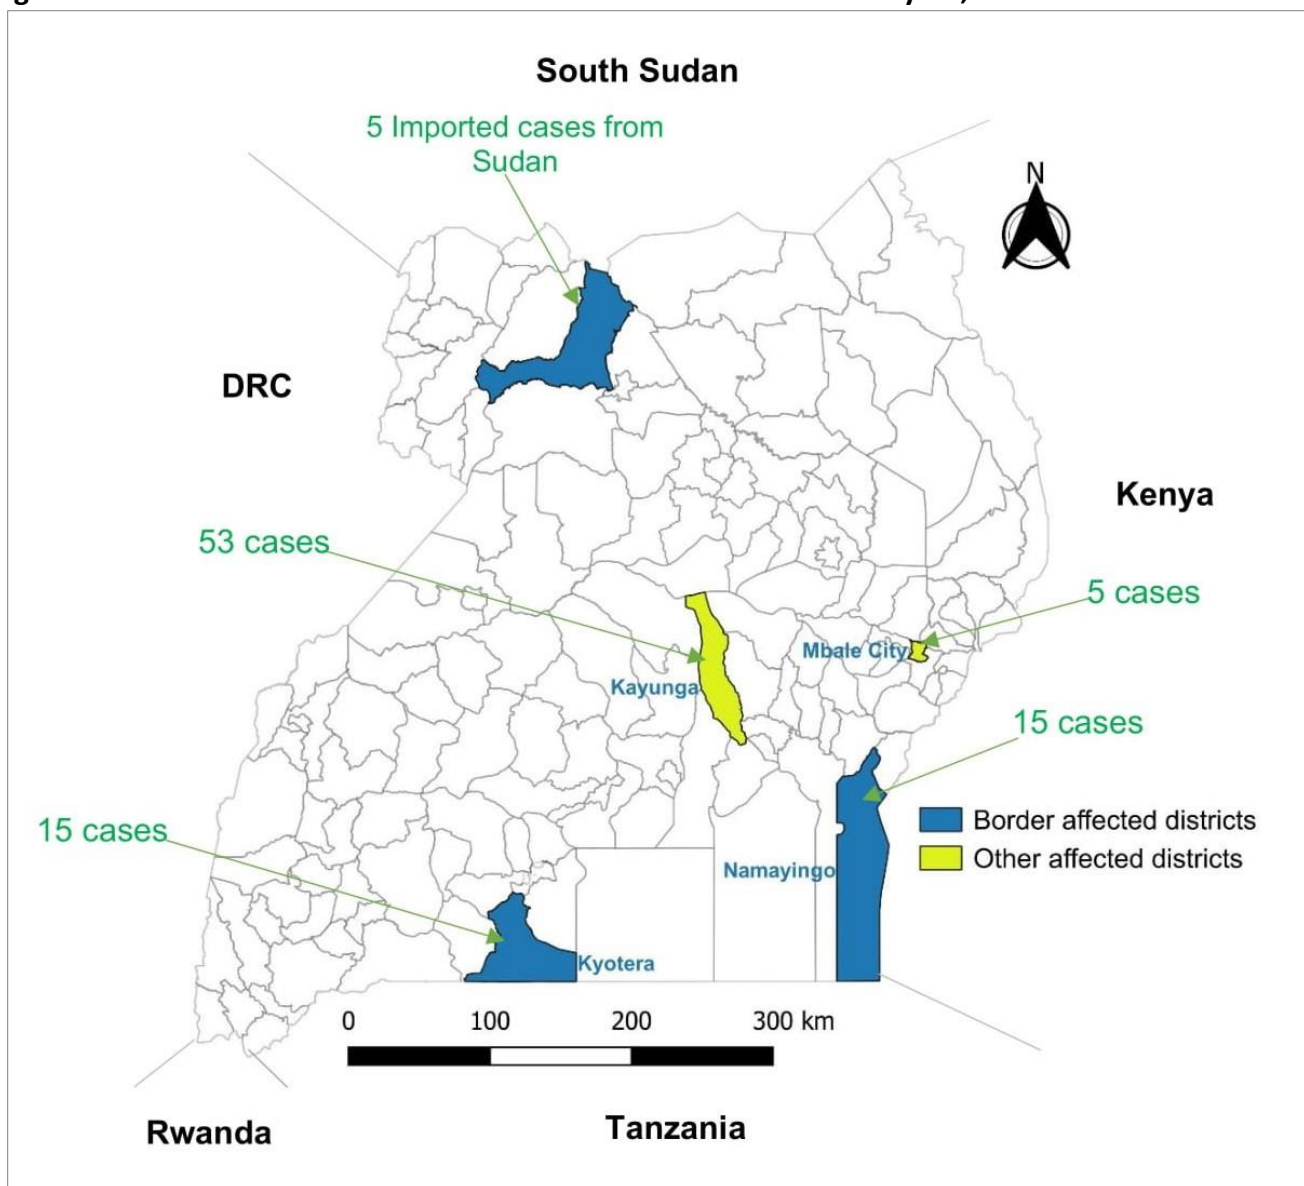 South Sudan
5 Imported cases from
Sudan
N
DRC
Kenya
53 cases
5 cases
Mbale City
Kayunga
15 cases
15 cases
Border affected districts
Other affected districts
Namayingo
Kyotera
0 100 200 300 km
Rwanda
Tanzania